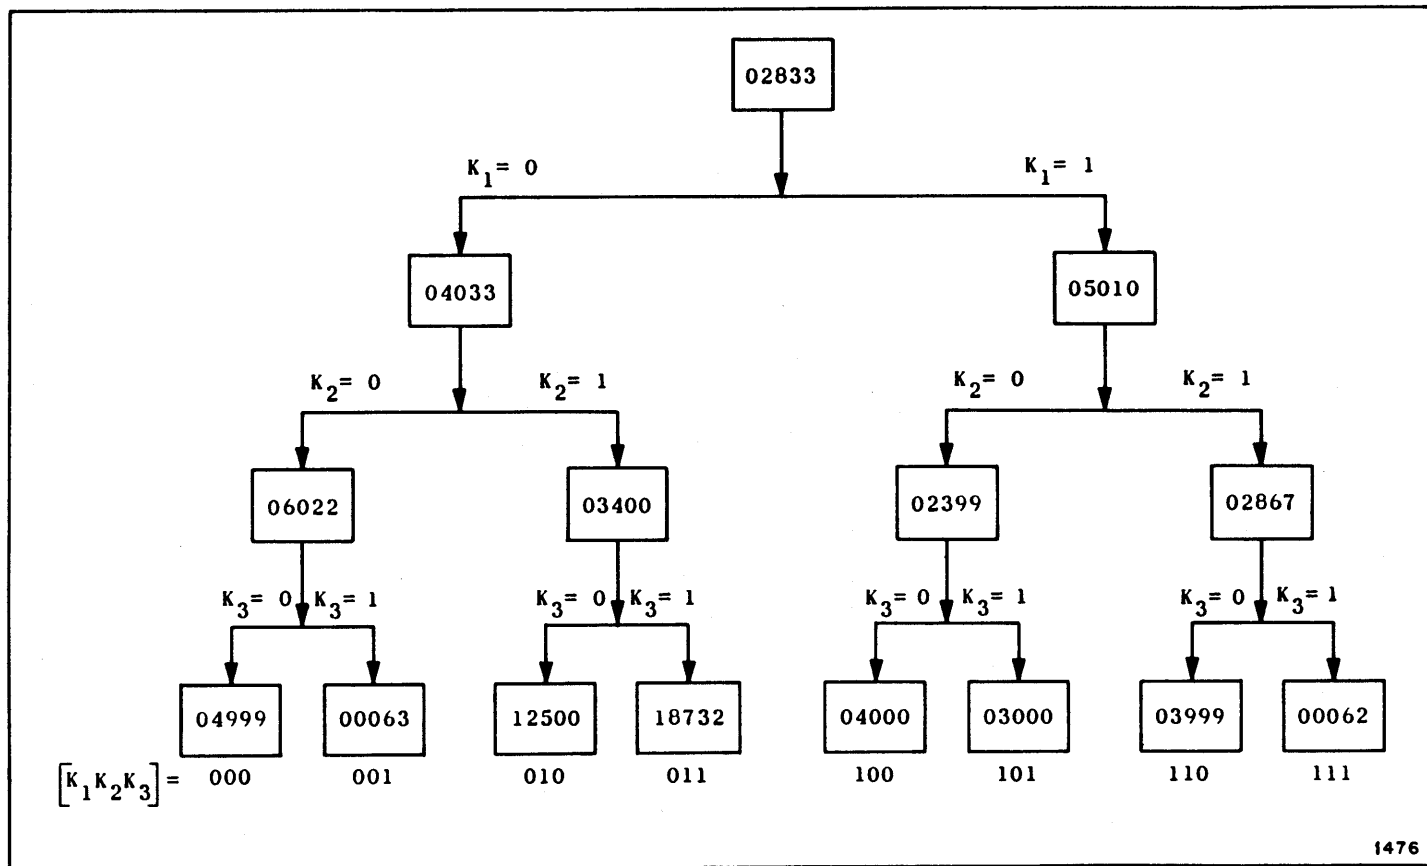 02833
K1= 0 K1= 1
04033 05010
K2= 0 K2= 1 K2= 0 K2= 1
06022 03400 02399 02867
K3= 0 K3= 1 K3= 0 K3= 1 K3= 0 K3= 1 K3= 0 K3= 1
04999 00063 12500 18732 04000 03000 03999 00062
[K1K2K3] = 000 001 010 011 100 101 110 111
1476